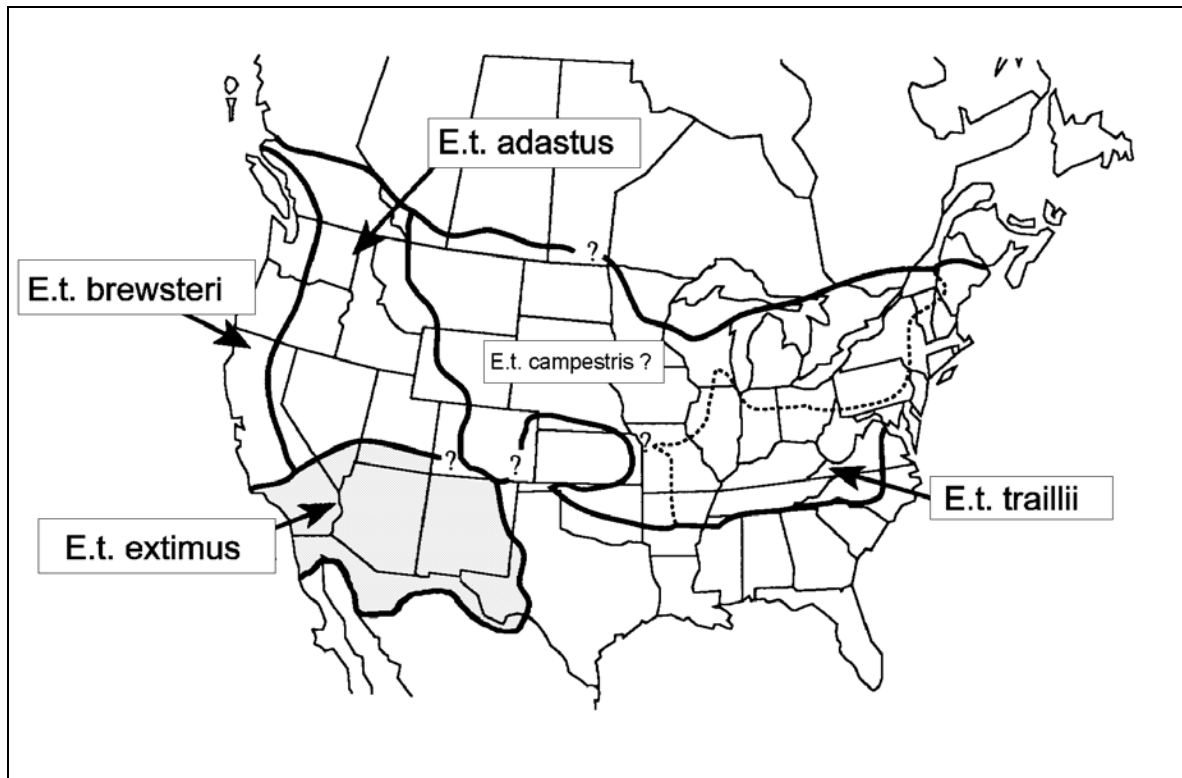 E.t. adastus
?
E.t. brewsteri
E.t. campestris ?
?
?
?
E.t. traillii
E.t. extimus